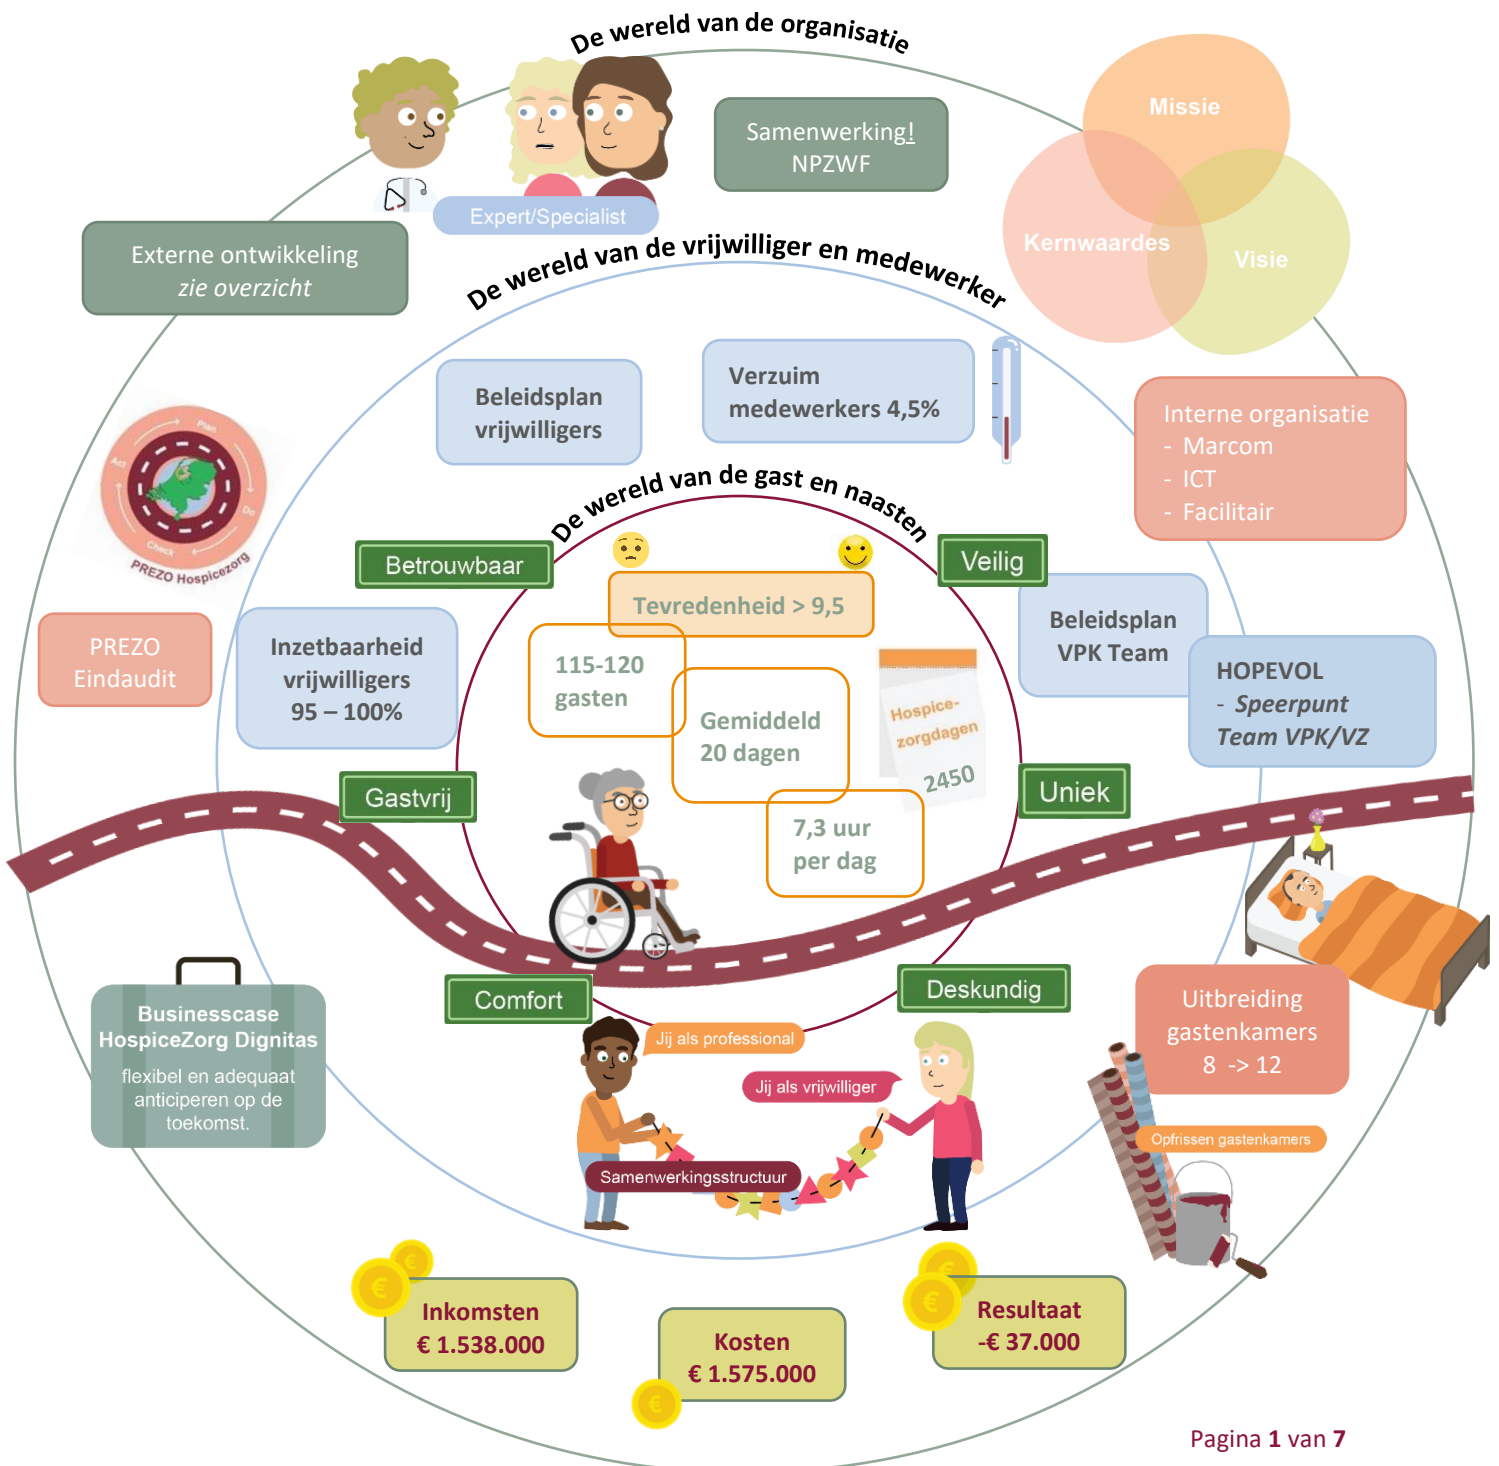 De wereld van de organisatie
Missie
Kernwaardes
Visie
Samenwerking!
NPZWF
Expert/Specialist
Externe ontwikkeling
zie overzicht
De wereld van de vrijwilliger en medewerker
Beleidsplan
vrijwilligers
Verzuim
medewerkers 4,5%
Interne organisatie
- Marcom
- ICT
- Facilitair
Plan
Do
Check
Act
PREZO Hospicezorg
De wereld van de gast en naasten
Betrouwbaar
Veilig
Tevredenheid > 9,5
PREZO
Eindaudit
Inzetbaarheid
vrijwilligers
95 – 100%
115-120
gasten
Gemiddeld
20 dagen
Hospice-
zorgdagen
2450
Beleidsplan
VPK Team
HOPEVOL
- Speerpunt
Team VPK/VZ
Gastvrij
Uniek
7,3 uur
per dag
Comfort
Deskundig
Businesscase
HospiceZorg Dignitas
flexibel en adequaat
anticiperen op de
toekomst.
Jij als professional
Jij als vrijwilliger
Samenwerkingsstructuur
Uitbreiding
gastenkamers
8 -> 12
Opfrissen gastenkamers
Inkomsten
€ 1.538.000
Kosten
€ 1.575.000
Resultaat
-€ 37.000
Pagina 1 van 7